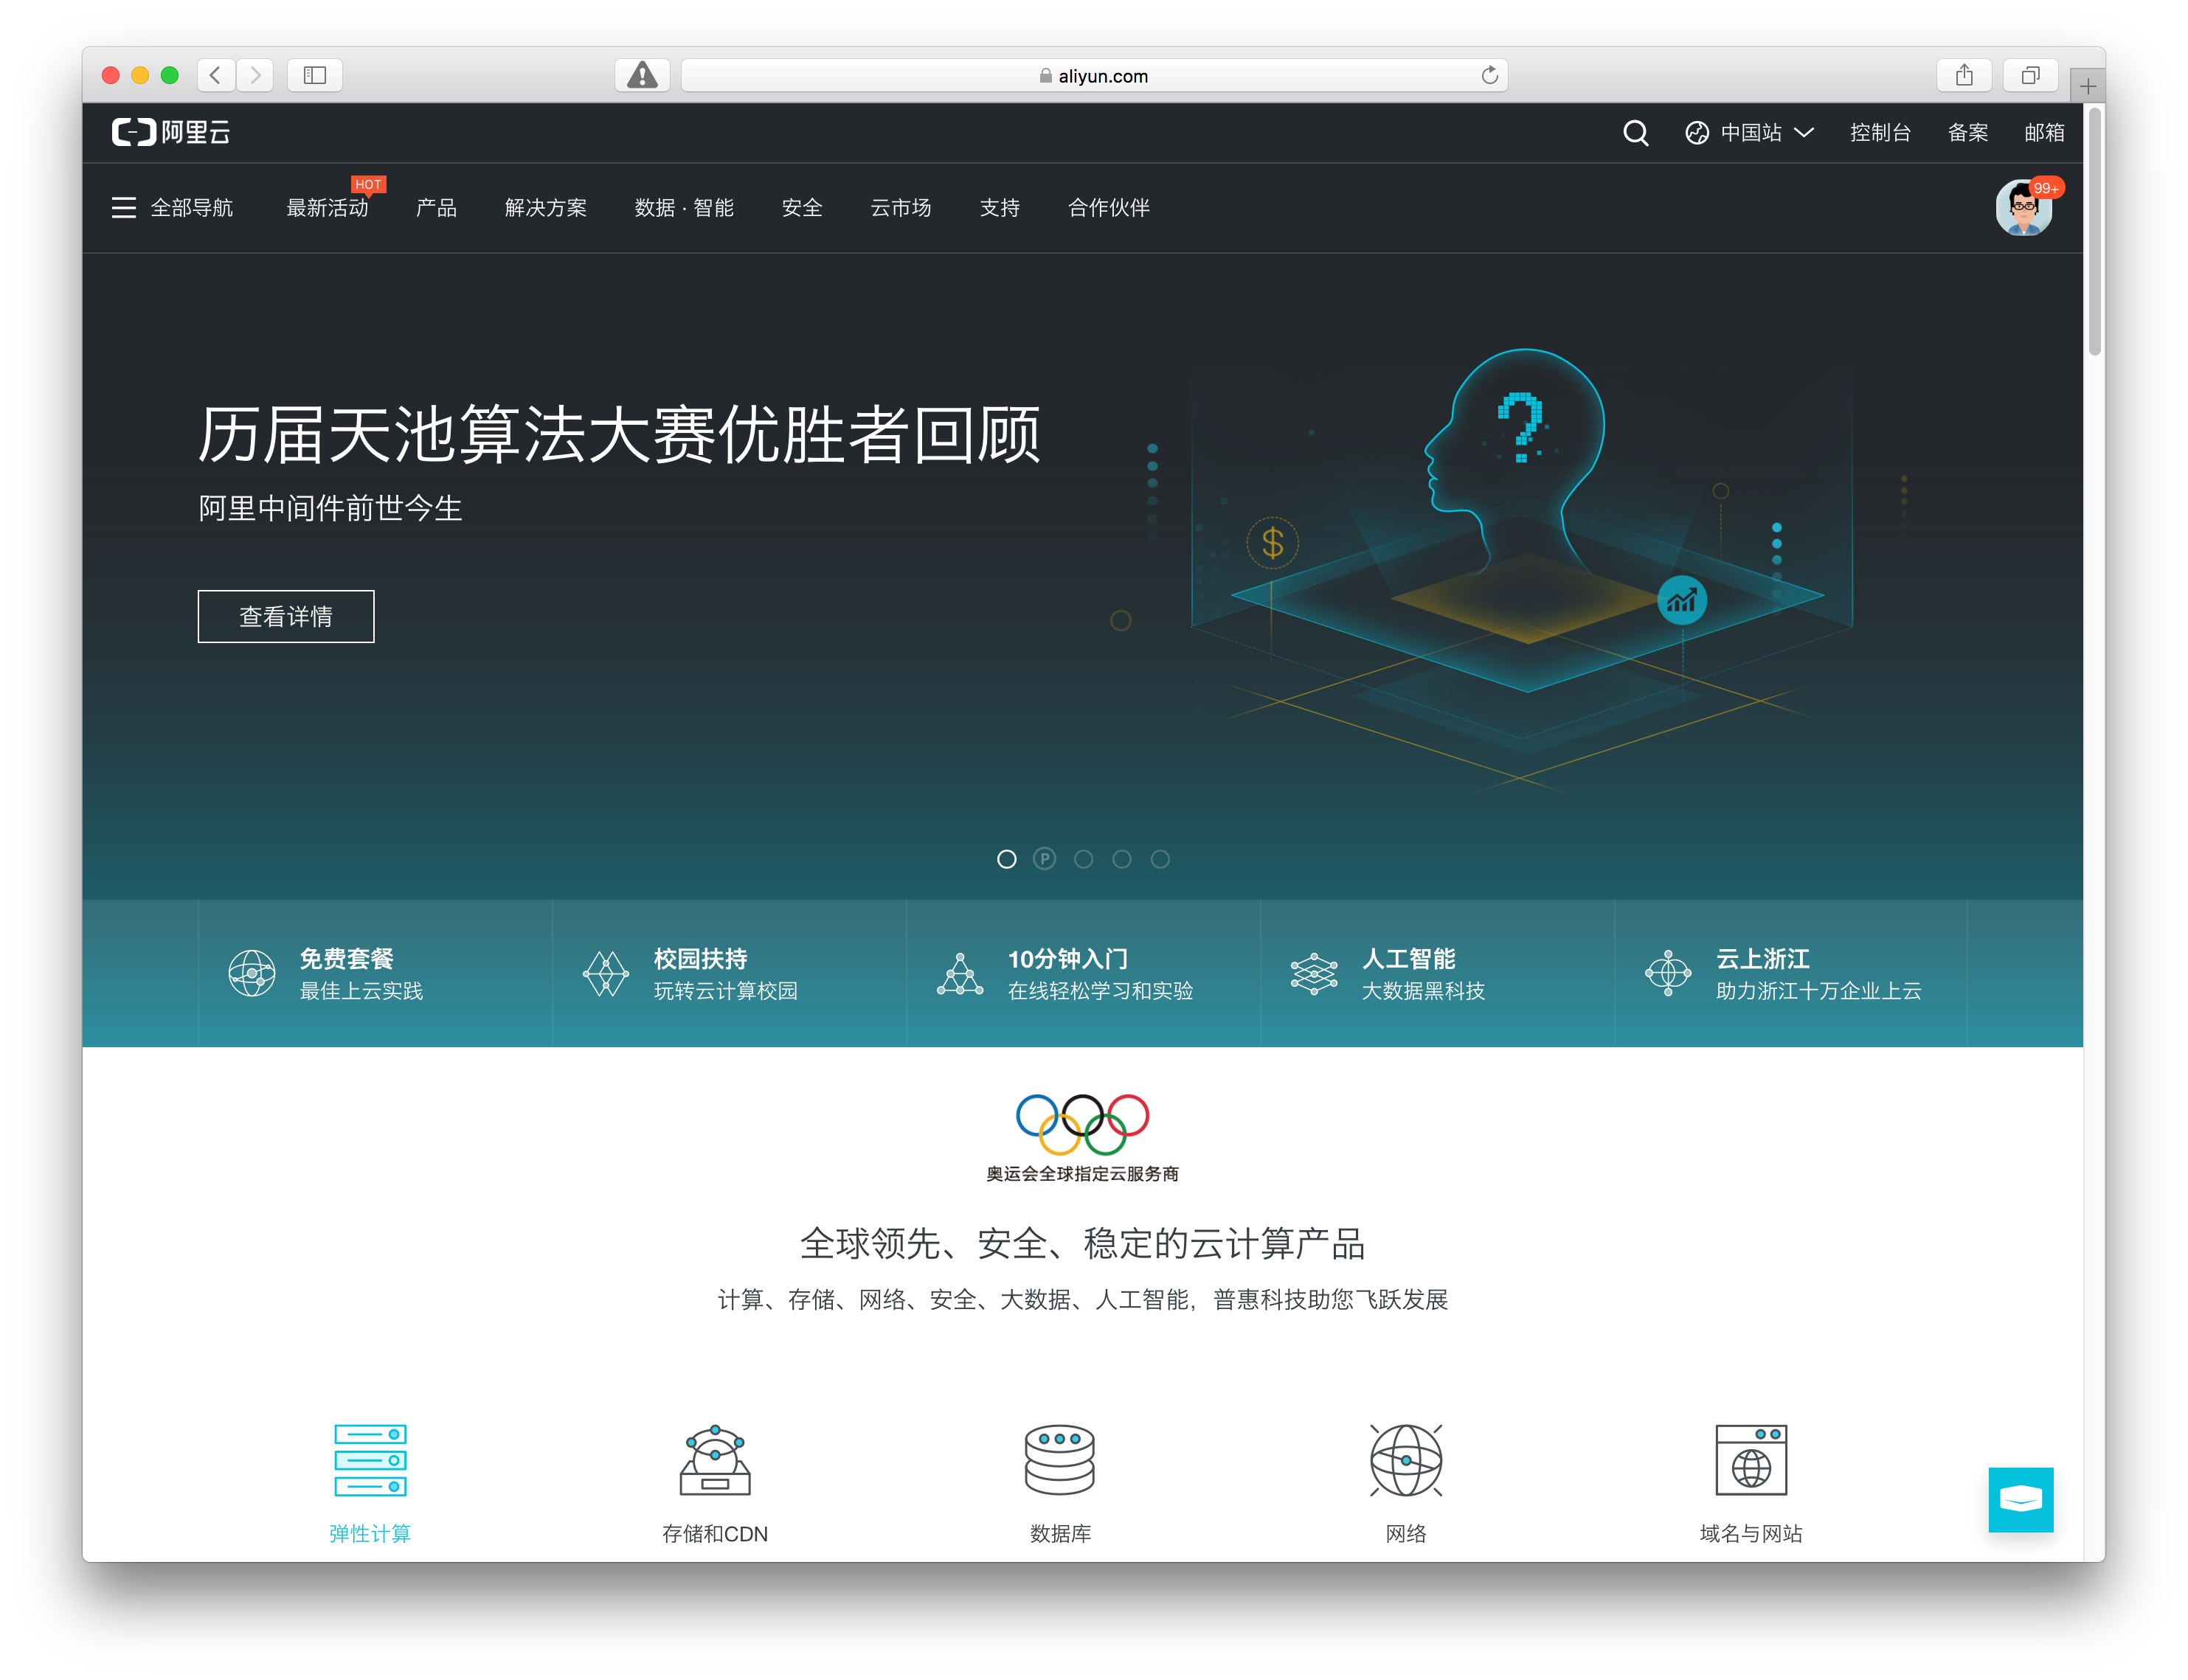 aliyun.com
阿里云
中国站
控制台
备案
邮箱
全部导航
最新活动
HOT
产品
解决方案
数据 · 智能
安全
云市场
支持
合作伙伴
99+
历届天池算法大赛优胜者回顾
阿里中间件前世今生
查看详情
?
$
P
免费套餐
最佳上云实践
校园扶持
玩转云计算校园
10分钟入门
在线轻松学习和实验
人工智能
大数据黑科技
云上浙江
助力浙江十万企业上云
奥运会全球指定云服务商
全球领先、安全、稳定的云计算产品
计算、存储、网络、安全、大数据、人工智能，普惠科技助您飞跃发展
弹性计算
存储和CDN
数据库
网络
域名与网站